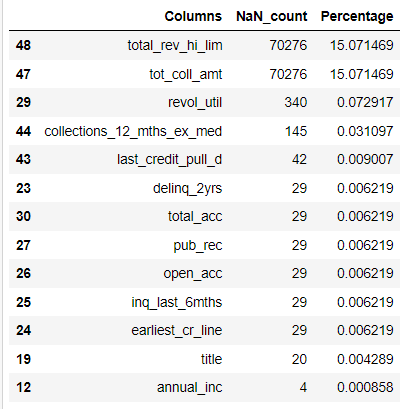 Columns NaN_count Percentage
48 total_rev_hi_lim 70276 15.071469
47 tot_coll_amt 70276 15.071469
29 revol_util 340 0.072917
44 collections_12_mths_ex_med 145 0.031097
43 last_credit_pull_d 42 0.009007
23 delinq_2yrs 29 0.006219
30 total_acc 29 0.006219
27 pub_rec 29 0.006219
26 open_acc 29 0.006219
25 inq_last_6mths 29 0.006219
24 earliest_cr_line 29 0.006219
19 title 20 0.004289
12 annual_inc 4 0.000858